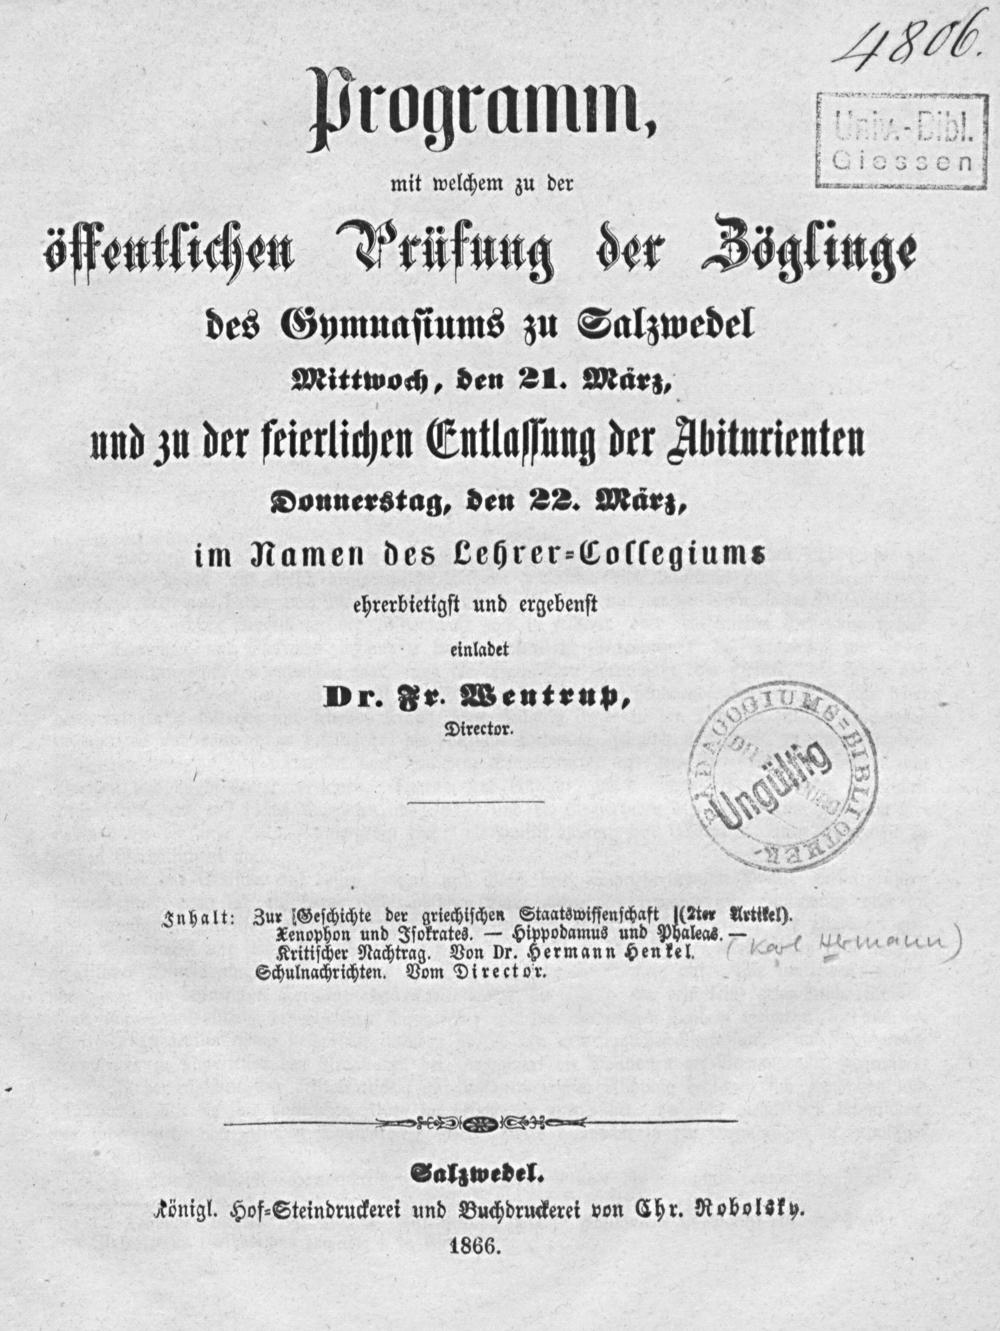 4806.
Univ.-Bibl.
Giessen
Programm,
mit welchem zu der
öffentlichen Prüfung der Zöglinge
des Gymnasiums zu Salzwedel
Mittwoch, den 21. März,
und zu der feierlichen Entlassung der Abiturienten
Donnerstag, den 22. März,
im Namen des Lehrer-Collegiums
ehrerbietigst und ergebenst
einladet
Dr. Fr. Wentrup,
Director.
PÄDAGOGIUMS-BIBLIOTHEK
Ungültig
Inhalt: Zur [Geschichte der griechischen Staatswissenschaft ](2ter Artikel).
Xenophon und Isokrates. — Hippodamus und Phaleas. —
Kritischer Nachtrag. Von Dr. Hermann Henkel. (Karl Hermann)
Schulnachrichten. Vom Director.
Salzwedel.
Königl. Hof-Steindruckerei und Buchdruckerei von Chr. Robolsky.
1866.